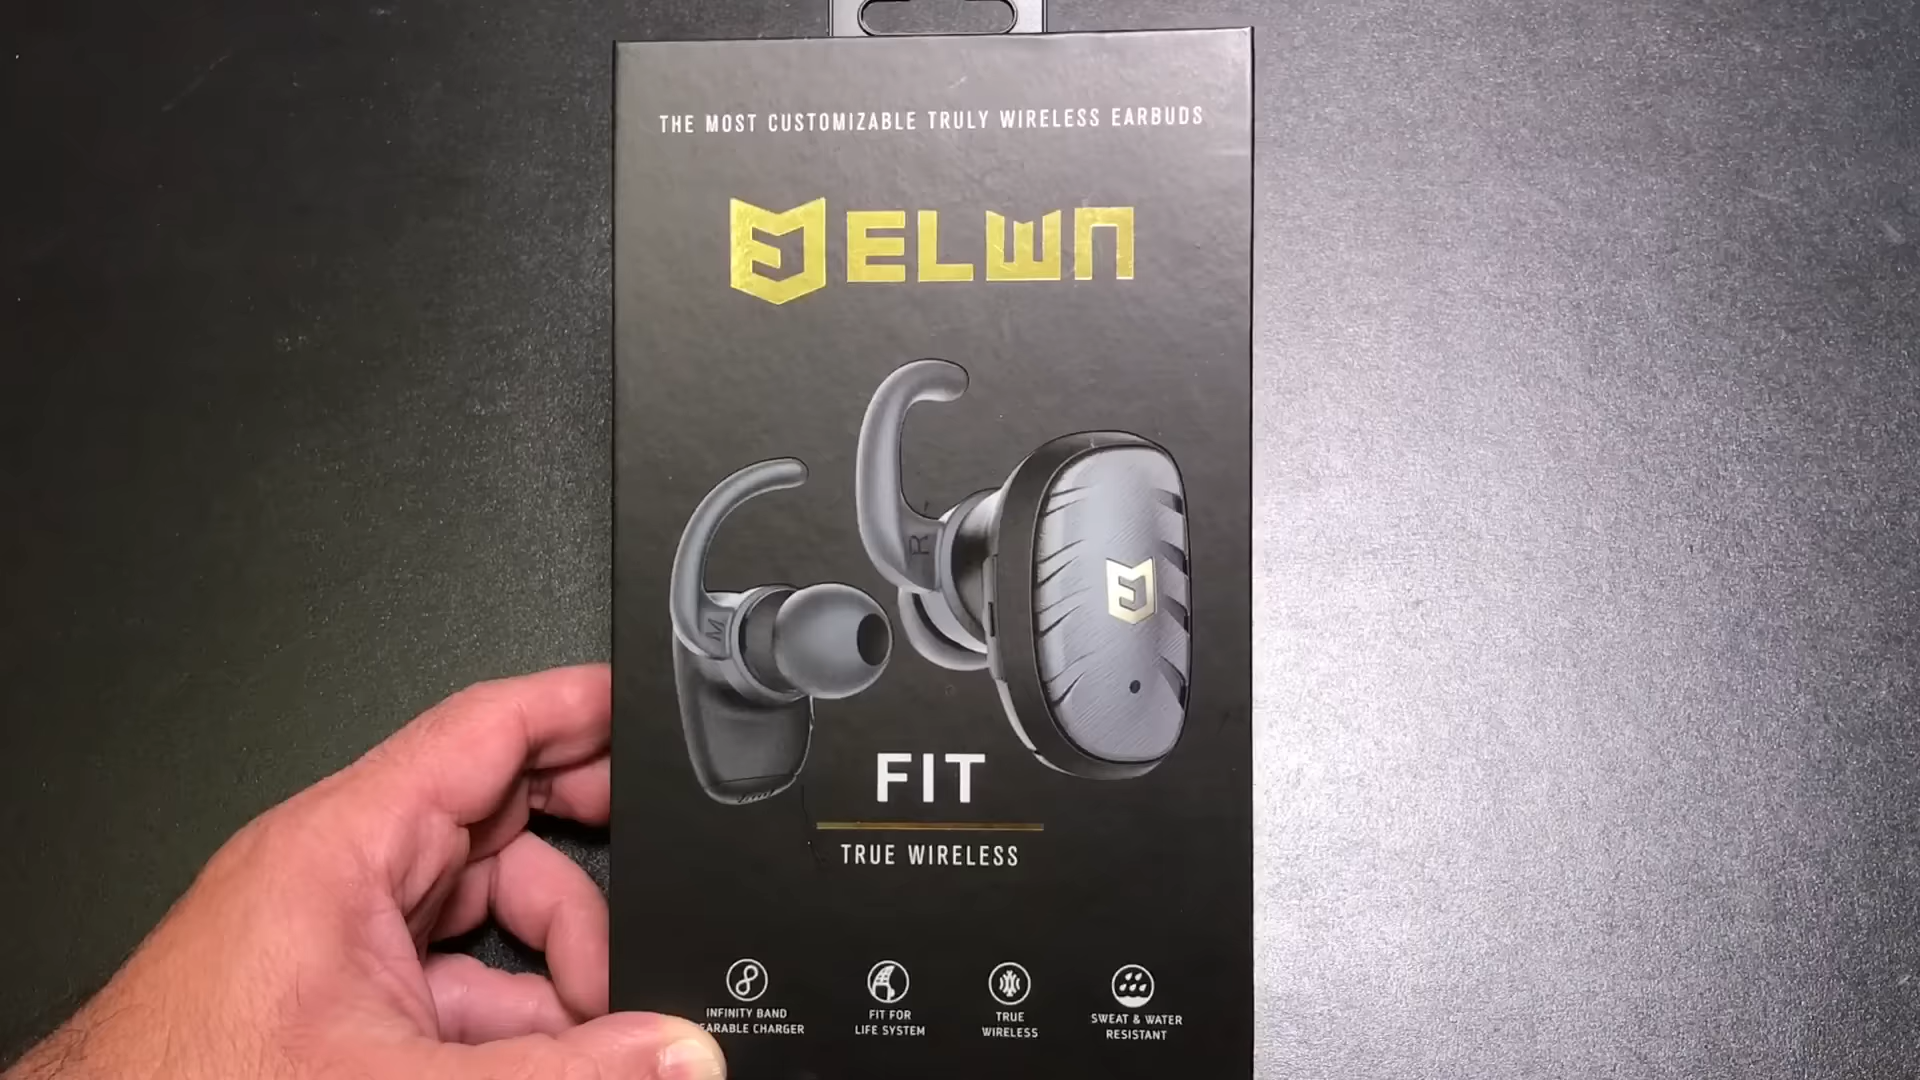 THE MOST CUSTOMIZABLE TRULY WIRELESS EARBUDS
ELWN
R
M
FIT
TRUE WIRELESS
INFINITY BAND
ARABLE CHARGER
FIT FOR
LIFE SYSTEM
TRUE
WIRELESS
SWEAT & WATER
RESISTANT